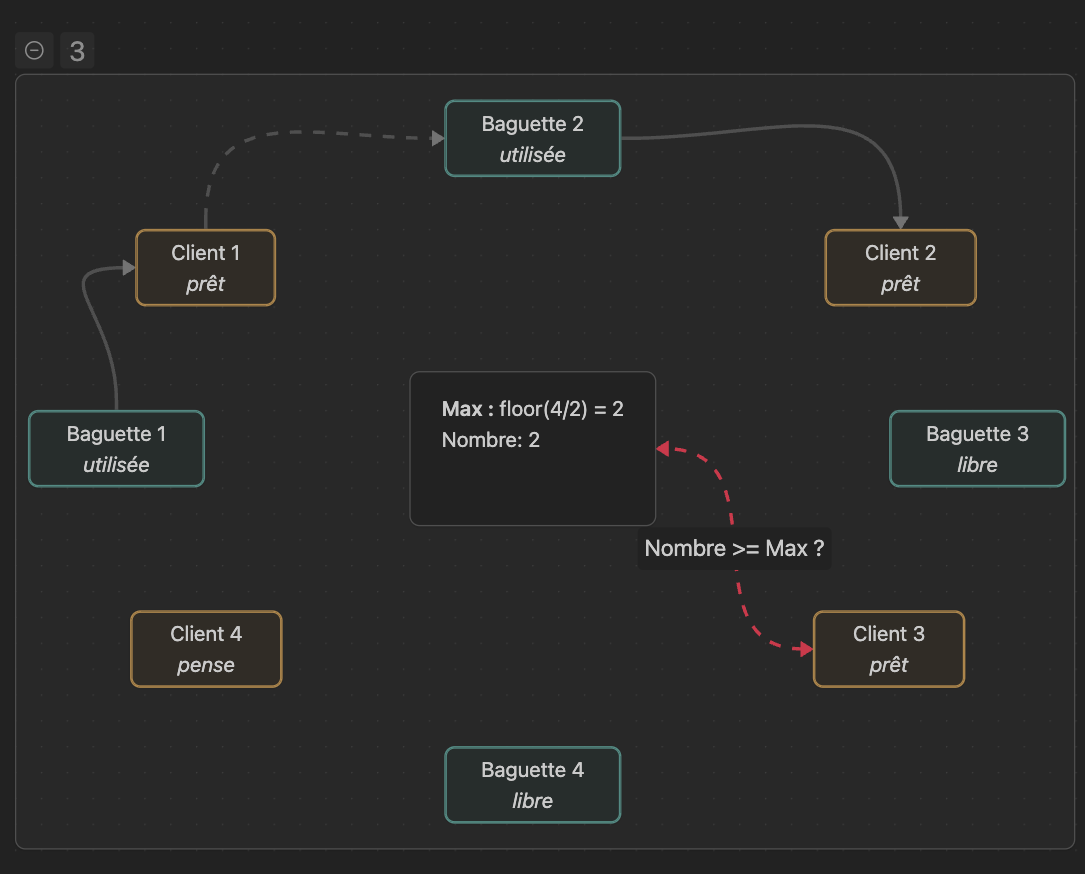 3
Baguette 2
utilisée
Client 1
prêt
Client 2
prêt
Max : floor(4/2) = 2
Nombre: 2
Baguette 1
utilisée
Baguette 3
libre
Nombre >= Max ?
Client 4
pense
Client 3
prêt
Baguette 4
libre